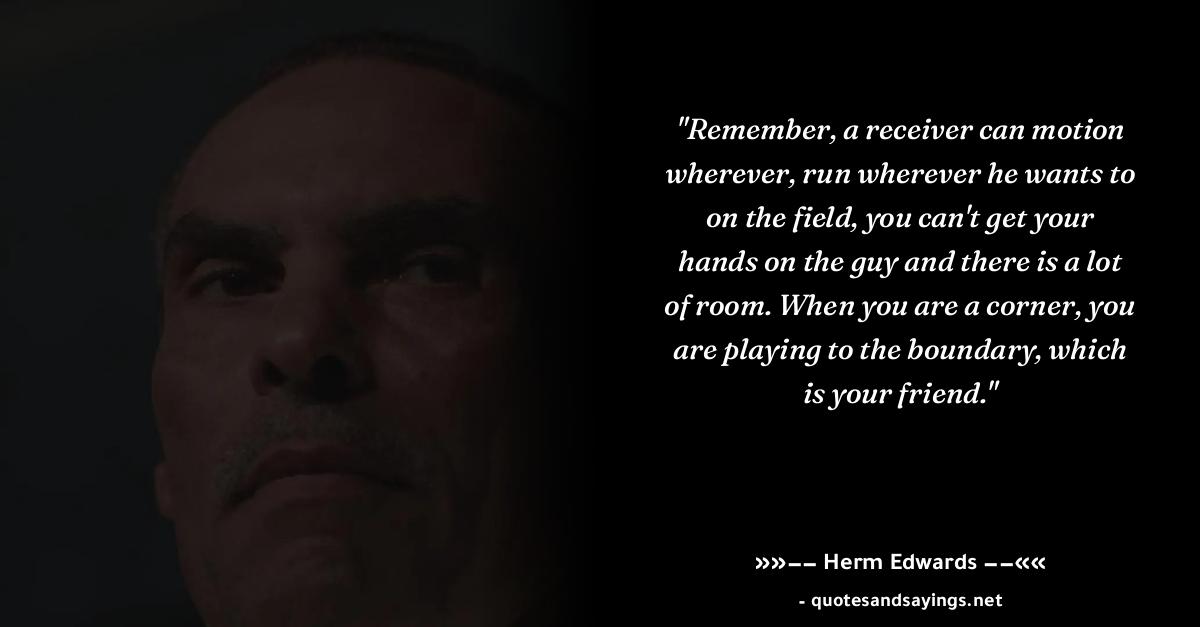 "Remember, a receiver can motion
wherever, run wherever he wants to
on the field, you can't get your
hands on the guy and there is a lot
of room. When you are a corner, you
are playing to the boundary, which
is your friend."
»»−− Herm Edwards −−««
- quotesandsayings.net